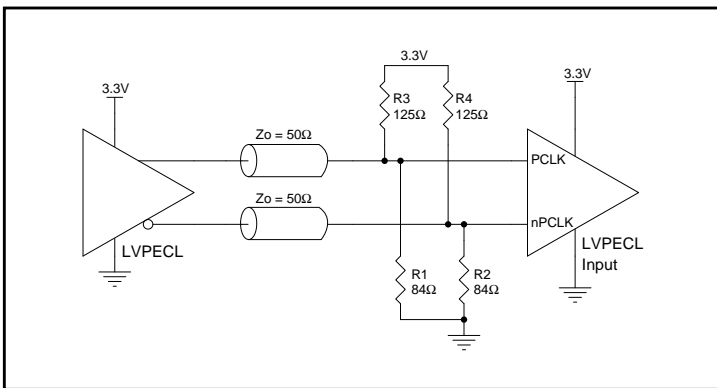 3.3V
3.3V
3.3V
R3
125Ω
R4
125Ω
Zo = 50Ω
PCLK
Zo = 50Ω
nPCLK
LVPECL
LVPECL
Input
R1
84Ω
R2
84Ω